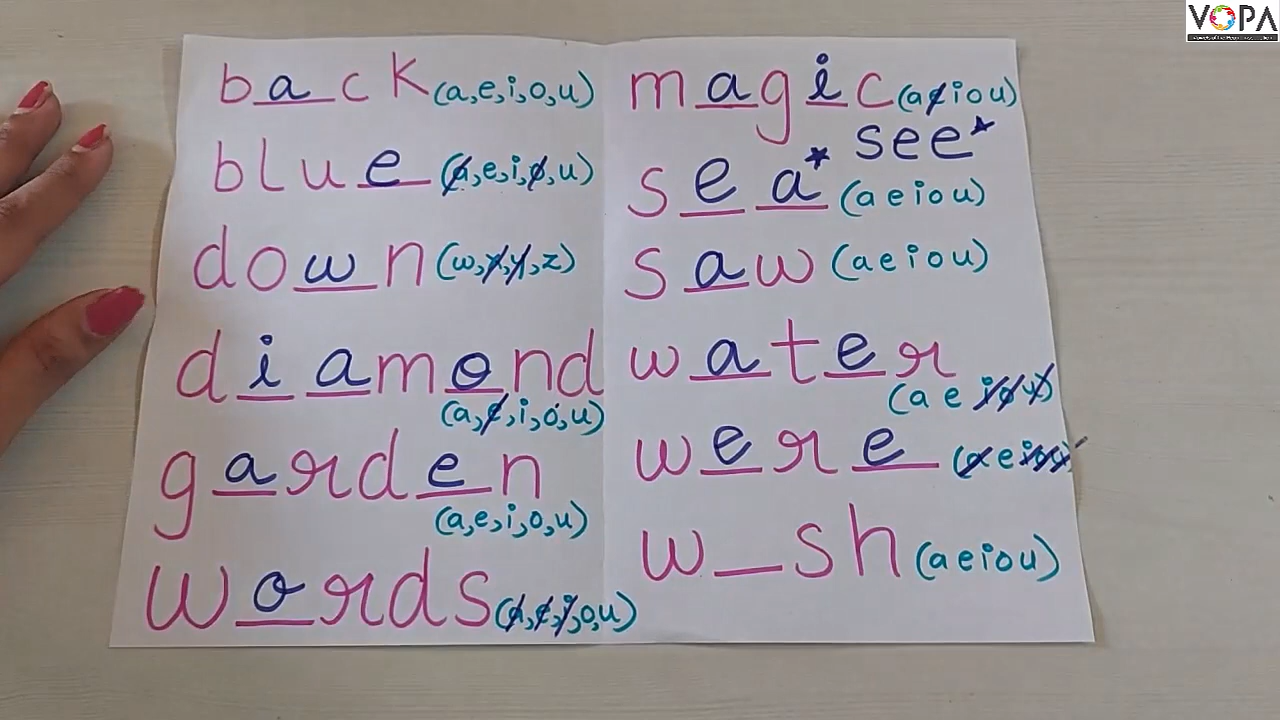 VOPA
back (a,e,i,o,u)
blue (a,e,i,o,u)
down (w,x,y,z)
diamond
(a,e,i,o,u)
garden
(a,e,i,o,u)
words (a,e,i,o,u)
magic (a e i o u)
see*
sea* (a e i o u)
saw (a e i o u)
water
(a e i o u)
were (a e i o u)
w_sh (a e i o u)